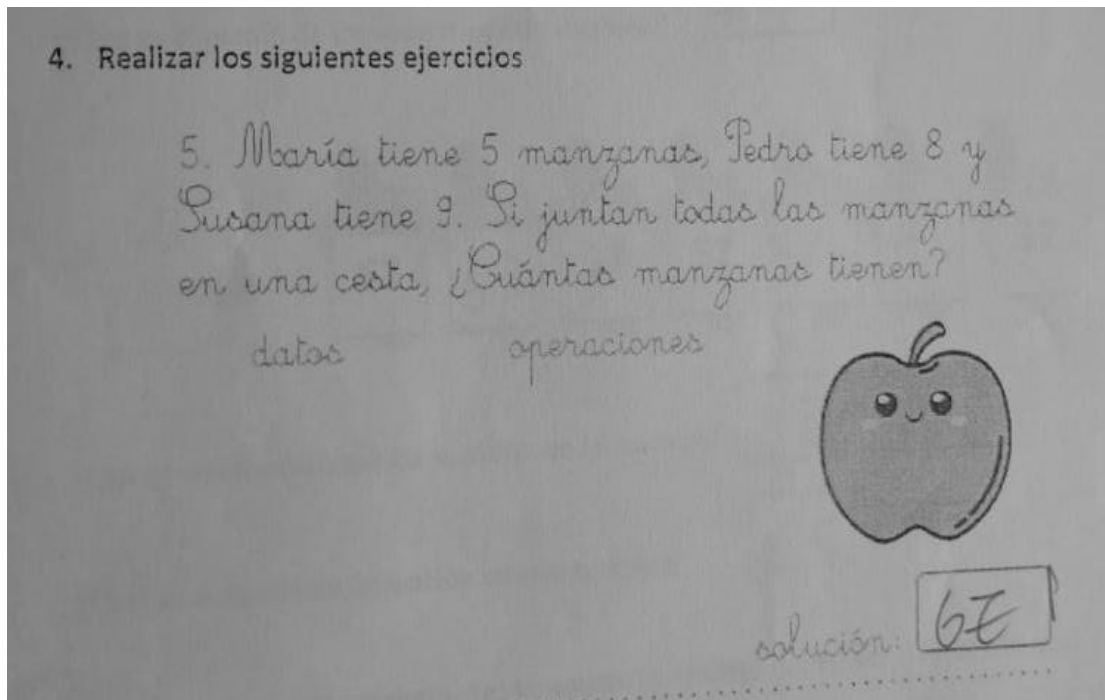 4. Realizar los siguientes ejercicios
5. María tiene 5 manzanas, Pedro tiene 8 y
Susana tiene 9. Si juntan todas las manzanas
en una cesta, ¿Cuántas manzanas tienen?
datos operaciones
solución: